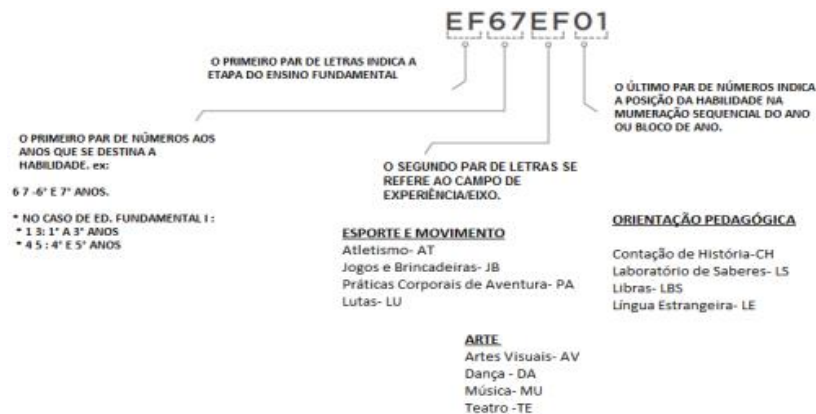 EF67EF01
O PRIMEIRO PAR DE LETRAS INDICA A
ETAPA DO ENSINO FUNDAMENTAL
O ÚLTIMO PAR DE NÚMEROS INDICA
A POSIÇÃO DA HABILIDADE NA
MUMERAÇÃO SEQUENCIAL DO ANO
OU BLOCO DE ANO.
O PRIMEIRO PAR DE NÚMEROS AOS
ANOS QUE SE DESTINA A
HABILIDADE. ex:
6 7 -6° E 7° ANOS.
* NO CASO DE ED. FUNDAMENTAL I :
* 1 3: 1° A 3° ANOS
* 4 5 : 4° E 5° ANOS
O SEGUNDO PAR DE LETRAS SE
REFERE AO CAMPO DE
EXPERIÊNCIA/EIXO.
ESPORTE E MOVIMENTO
Atletismo- AT
Jogos e Brincadeiras- JB
Práticas Corporais de Aventura- PA
Lutas- LU
ORIENTAÇÃO PEDAGÓGICA
Contação de História-CH
Laboratório de Saberes- LS
Libras- LBS
Língua Estrangeira- LE
ARTE
Artes Visuais- AV
Dança - DA
Música- MU
Teatro -TE